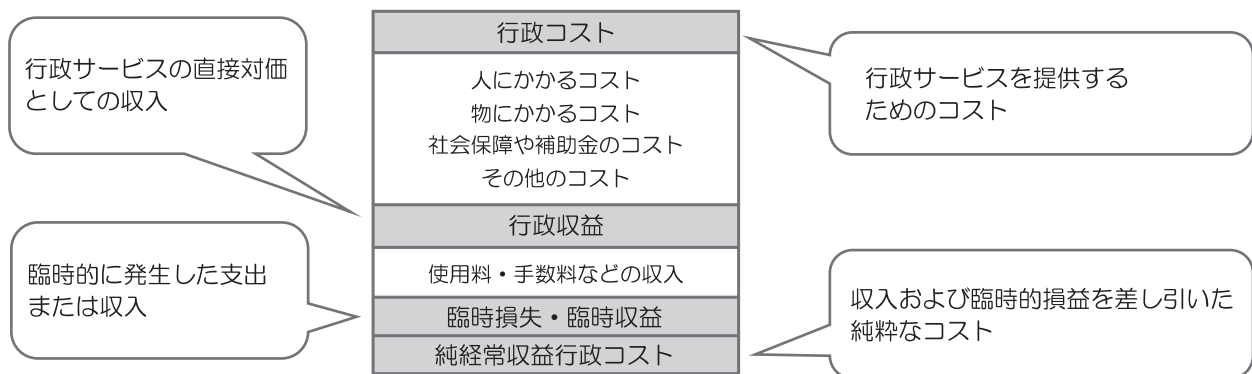 行政サービスの直接対価
としての収入
臨時的に発生した支出
または収入
行政コスト
人にかかるコスト
物にかかるコスト
社会保障や補助金のコスト
その他のコスト
行政収益
使用料・手数料などの収入
臨時損失・臨時収益
純経常収益行政コスト
行政サービスを提供する
ためのコスト
収入および臨時的損益を差し引いた
純粋なコスト